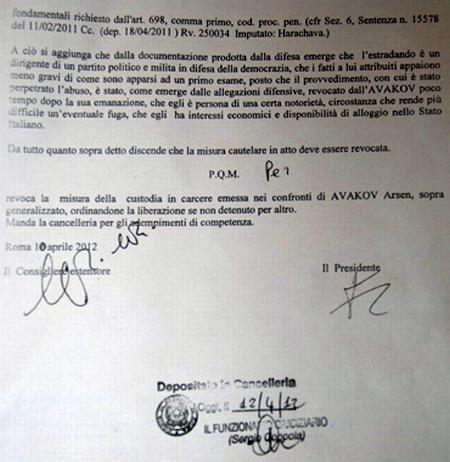 fondamentali richiesto dall'art. 698, comma primo, cod. proc. pen. (cfr Sez. 6, Sentenza n. 15578
del 11/02/2011 Cc. (dep. 18/04/2011 ) Rv. 250034 Imputato: Harachava.)
A ciò si aggiunga che dalla documentazione prodotta dalla difesa emerge che l'estradando è un
dirigente di un partito politico e milita in difesa della democrazia, che i fatti a lui attribuiti appaiono
meno gravi di come sono apparsi ad un primo esame, posto che il provvedimento, con cui è stato
perpetrato l'abuso, è stato, come emerge dalle allegazioni difensive, revocato dall'AVAKOV poco
tempo dopo la sua emanazione, che egli è persona di una certa notorietà, circostanza che rende più
difficile un'eventuale fuga, che egli ha interessi economici e disponibilità di alloggio nello Stato
Italiano.
Da tutto quanto sopra detto discende che la misura cautelare in atto deve essere revocata.
P.Q.M.
revoca la misura della custodia in carcere emessa nei confronti di AVAKOV Arsen, sopra
generalizzato, ordinandone la liberazione se non detenuto per altro.
Manda la cancelleria per gli adempimenti di competenza.
Roma 10 aprile 2012
Il Consigliere estensore
Il Presidente
Depositato in Cancelleria
Oggi, il 12/4/12
IL FUNZIONARIO GIUDIZIARIO
(Sergio Coppola)